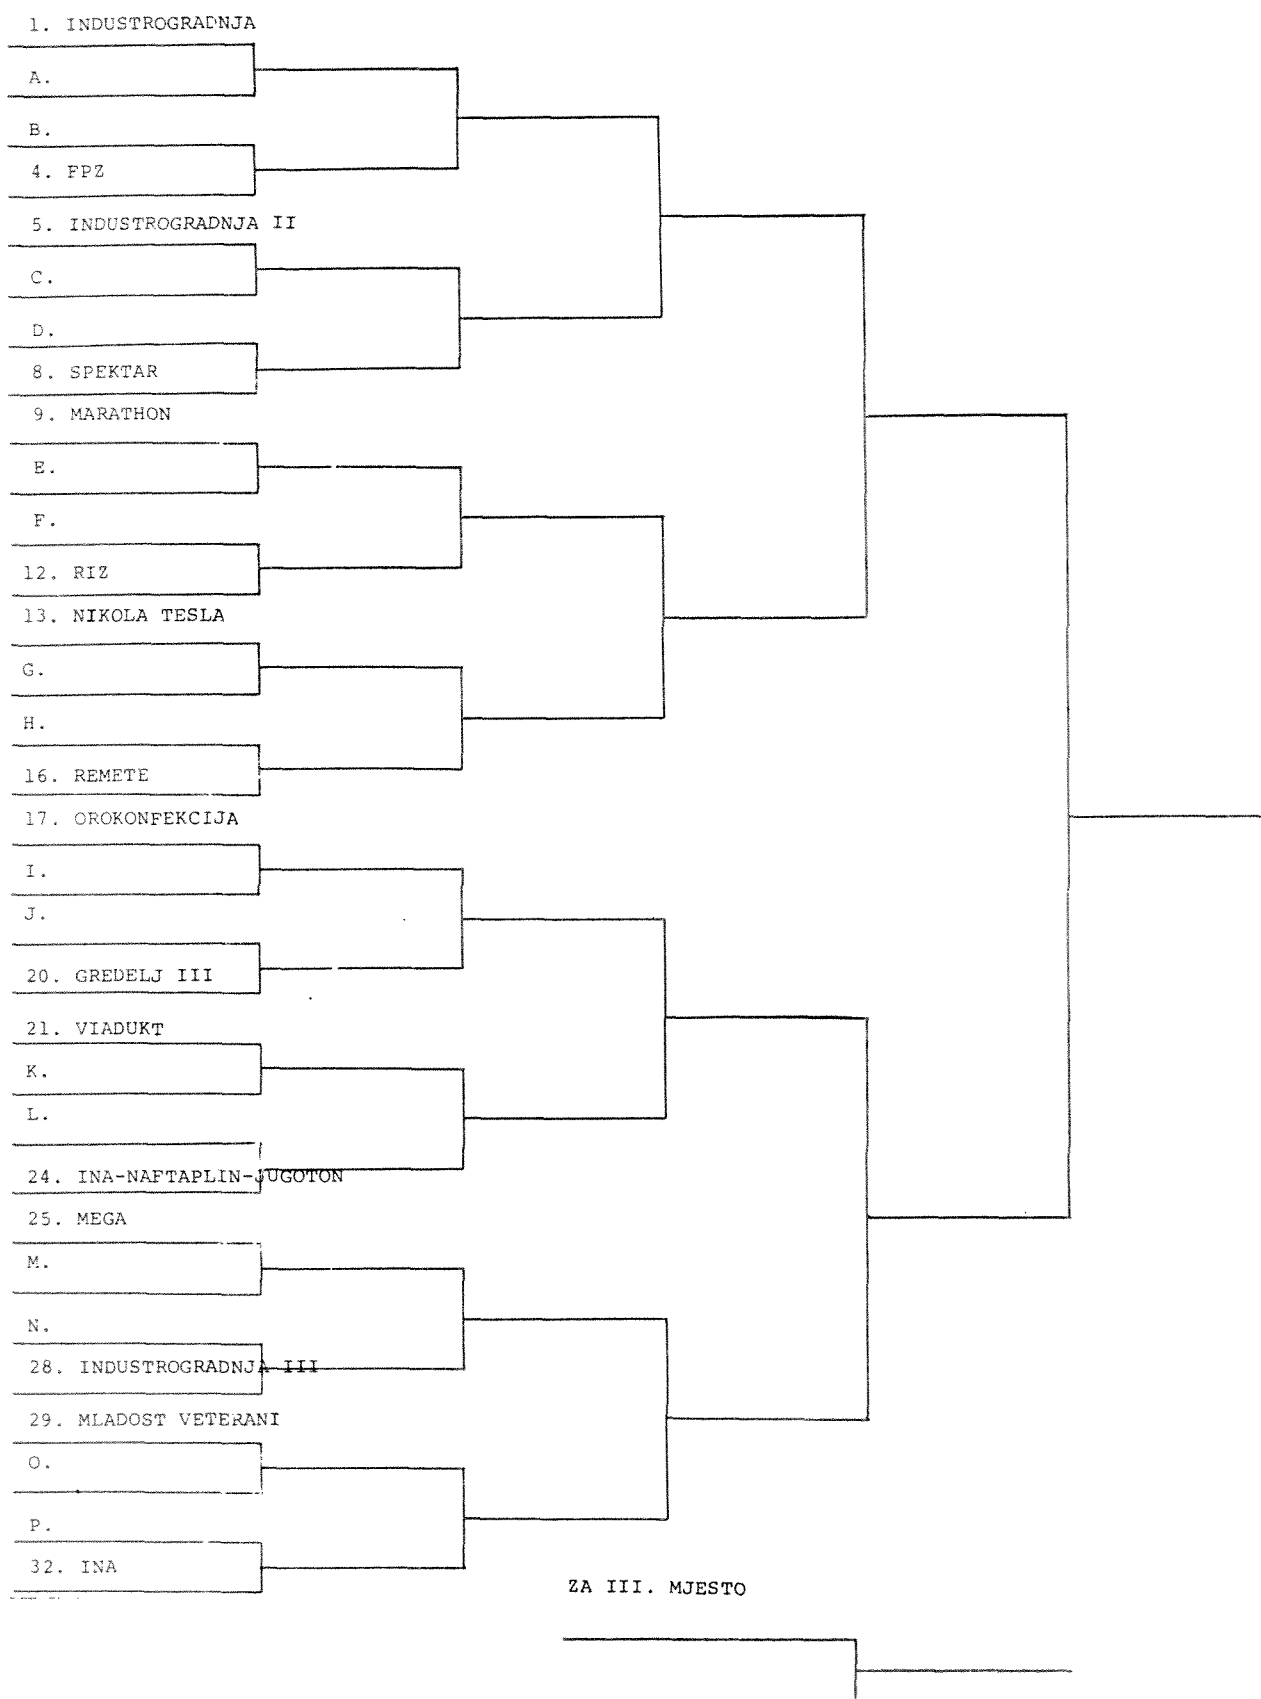 1. INDUSTROGRADNJA
A.
B.
4. FPZ
5. INDUSTROGRADNJA II
C.
D.
8. SPEKTAR
9. MARATHON
E.
F.
12. RIZ
13. NIKOLA TESLA
G.
H.
16. REMETE
17. OROKONFEKCIJA
I.
J.
20. GREDELJ III
21. VIADUKT
K.
L.
24. INA-NAFTAPLIN-JUGOTON
25. MEGA
M.
N.
28. INDUSTROGRADNJA III
29. MLADOST VETERANI
O.
P.
32. INA
ZA III. MJESTO